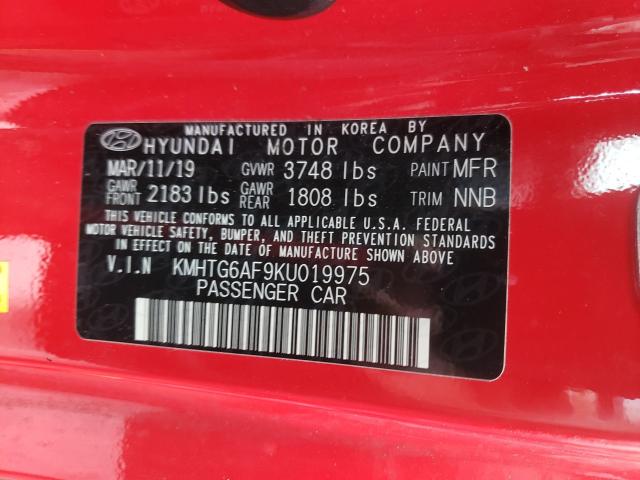 MANUFACTURED IN KOREA BY
HYUNDAI MOTOR COMPANY
MAR/11/19 GVWR 3748 lbs PAINT MFR
GAWR FRONT 2183 lbs GAWR REAR 1808 lbs TRIM NNB
THIS VEHICLE CONFORMS TO ALL APPLICABLE U.S.A. FEDERAL
MOTOR VEHICLE SAFETY, BUMPER, AND THEFT PREVENTION STANDARDS
IN EFFECT ON THE DATE OF MANUFACTURE SHOWN ABOVE
V.I.N KMHTG6AF9KU019975
PASSENGER CAR